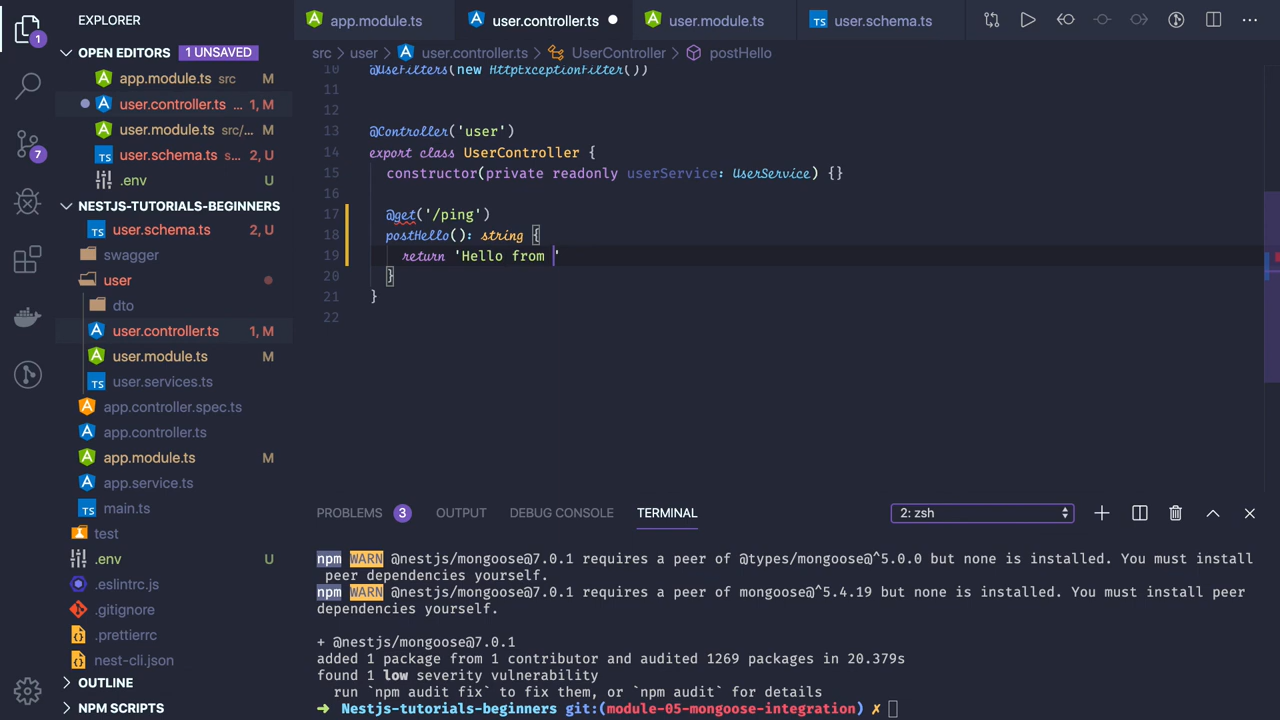 EXPLORER
app.module.ts
user.controller.ts
user.module.ts
TS user.schema.ts
1
OPEN EDITORS 1 UNSAVED
app.module.ts src M
user.controller.ts ... 1, M
user.module.ts src/... M
TS user.schema.ts s... 2, U
.env U
7
NESTJS-TUTORIALS-BEGINNERS
TS user.schema.ts 2, U
swagger
user
dto
user.controller.ts 1, M
user.module.ts M
TS user.services.ts
app.controller.spec.ts
app.controller.ts
app.module.ts M
app.service.ts
TS main.ts
test
.env U
.eslintrc.js
.gitignore
.prettierrc
nest-cli.json
OUTLINE
NPM SCRIPTS
src > user > user.controller.ts > UserController > postHello
10 @UseFilters(new HttpExceptionFilter())
11
12
13 @Controller('user')
14 export class UserController {
15 constructor(private readonly userService: UserService) {}
16
17 @get('/ping')
18 postHello(): string {
19 return 'Hello from '
20 }
21 }
22
PROBLEMS 3 OUTPUT DEBUG CONSOLE TERMINAL 2: zsh
npm WARN @nestjs/mongoose@7.0.1 requires a peer of @types/mongoose@^5.0.0 but none is installed. You must install
peer dependencies yourself.
npm WARN @nestjs/mongoose@7.0.1 requires a peer of mongoose@^5.4.19 but none is installed. You must install peer
dependencies yourself.
+ @nestjs/mongoose@7.0.1
added 1 package from 1 contributor and audited 1269 packages in 20.379s
found 1 low severity vulnerability
run `npm audit fix` to fix them, or `npm audit` for details
➜ Nestjs-tutorials-beginners git:(module-05-mongoose-integration) ✗